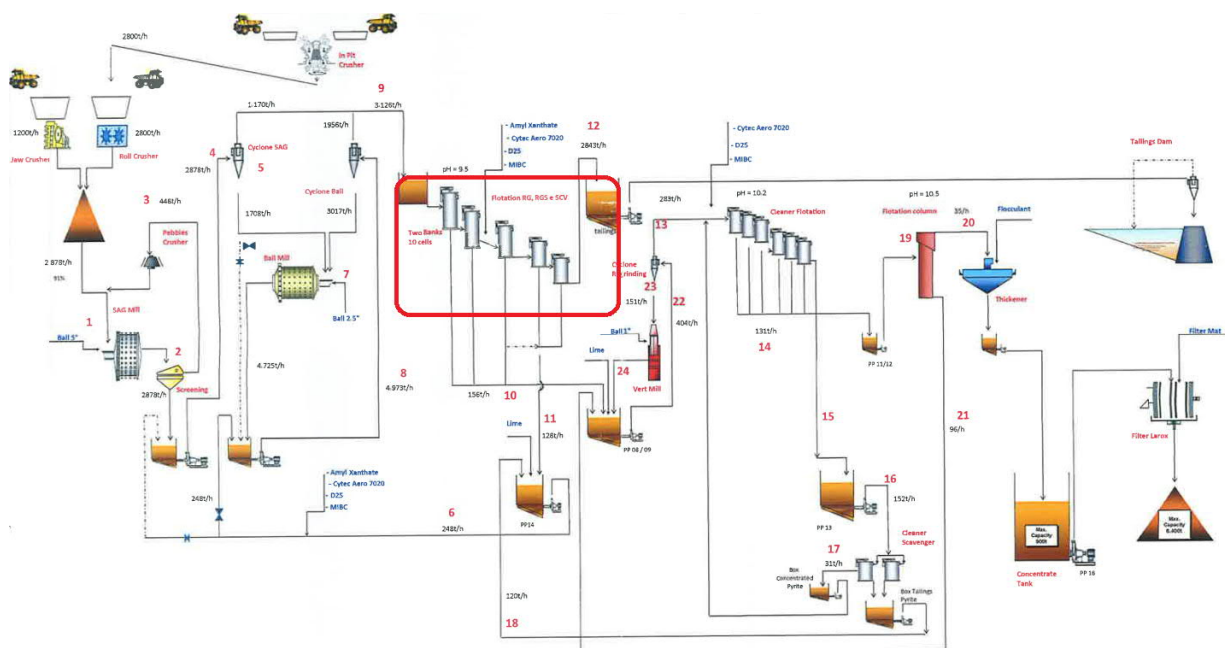 2800t/h
In Pit
Crusher
1200t/h
2800t/h
Jaw Crusher
Roll Crusher
1.170t/h
9
3.126t/h
1956t/h
4
Cyclone SAG
2878t/h
5
Cyclone Ball
3
446t/h
Pebbles
Crusher
1708t/h
3017t/h
2 878t/h
91%
Ball Mill
7
Ball 2.5"
1
SAG Mill
Ball 5"
2
Screening
2878t/h
4.725t/h
8
4.973t/h
248t/h
- Amyl Xanthate
- Cytec Aero 7020
- D2S
- MIBC
6
248t/h
- Amyl Xanthate
- Cytec Aero 7020
- D2S
- MIBC
pH = 9.5
12
2843t/h
Flotation RG, RGS e SCV
Two Banks
10 cells
tailings
283t/h
13
Cyclone
Regrinding
23
22
151t/h
404t/h
Ball 1"
Lime
24
Vert Mill
10
156t/h
11
128t/h
PP 08 / 09
Lime
PP14
120t/h
18
- Cytec Aero 7020
- D2S
- MIBC
pH = 10.2
Cleaner Flotation
131t/h
14
PP 11/12
15
16
152t/h
PP 13
17
31t/h
Cleaner
Scavenger
Box
Concentrated
Pyrite
Box Tailings
Pyrite
pH = 10.5
Flotation column
35/h
20
19
Flocculant
Thickener
21
96/h
Tailings Dam
Filter Mat
Filter Larox
Max.
Capacity
900t
Concentrate
Tank
PP 16
Max.
Capacity
6.400t